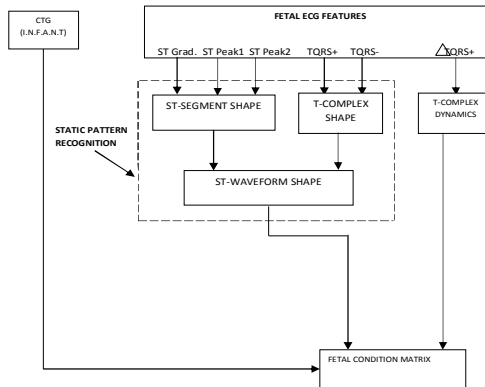 CTG
(I.N.F.A.N.T)
FETAL ECG FEATURES
ST Grad. ST Peak1 ST Peak2 TQRS+ TQRS- △TQRS+
ST-SEGMENT SHAPE
T-COMPLEX
SHAPE
T-COMPLEX
DYNAMICS
STATIC PATTERN
RECOGNITION
ST-WAVEFORM SHAPE
FETAL CONDITION MATRIX